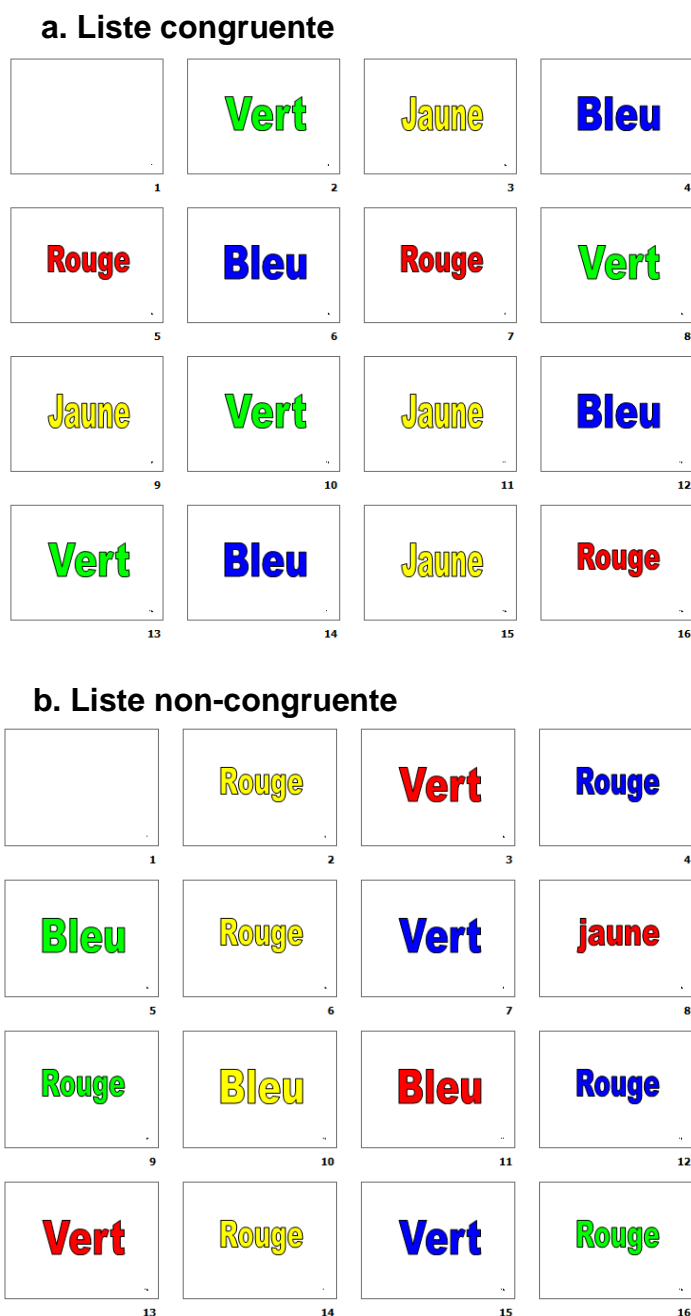 a. Liste congruente
Vert Jaune Bleu
1 2 3 4
Rouge Bleu Rouge Vert
5 6 7 8
Jaune Vert Jaune Bleu
9 10 11 12
Vert Bleu Jaune Rouge
13 14 15 16
b. Liste non-congruente
Rouge Vert Rouge
1 2 3 4
Bleu Rouge Vert jaune
5 6 7 8
Rouge Bleu Bleu Rouge
9 10 11 12
Vert Rouge Vert Rouge
13 14 15 16